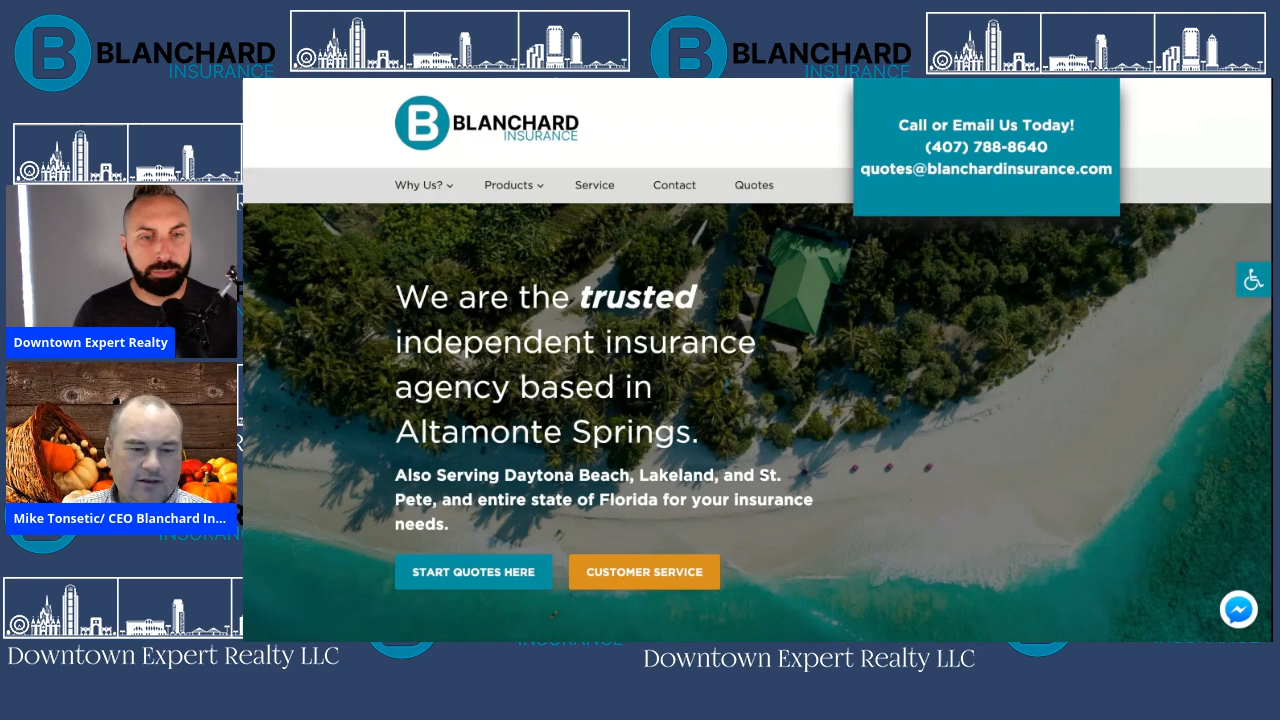 B BLANCHARD
INSURANCE
B BLANCHARD
INSURANCE
B BLANCHARD
INSURANCE
Call or Email Us Today!
(407) 788-8640
quotes@blanchardinsurance.com
Why Us?
Products
Service
Contact
Quotes
We are the trusted
independent insurance
agency based in
Altamonte Springs.
Also Serving Daytona Beach, Lakeland, and St.
Pete, and entire state of Florida for your insurance
needs.
START QUOTES HERE
CUSTOMER SERVICE
Downtown Expert Realty
Mike Tonsetic/ CEO Blanchard In...
INSURANCE
Downtown Expert Realty LLC
Downtown Expert Realty LLC